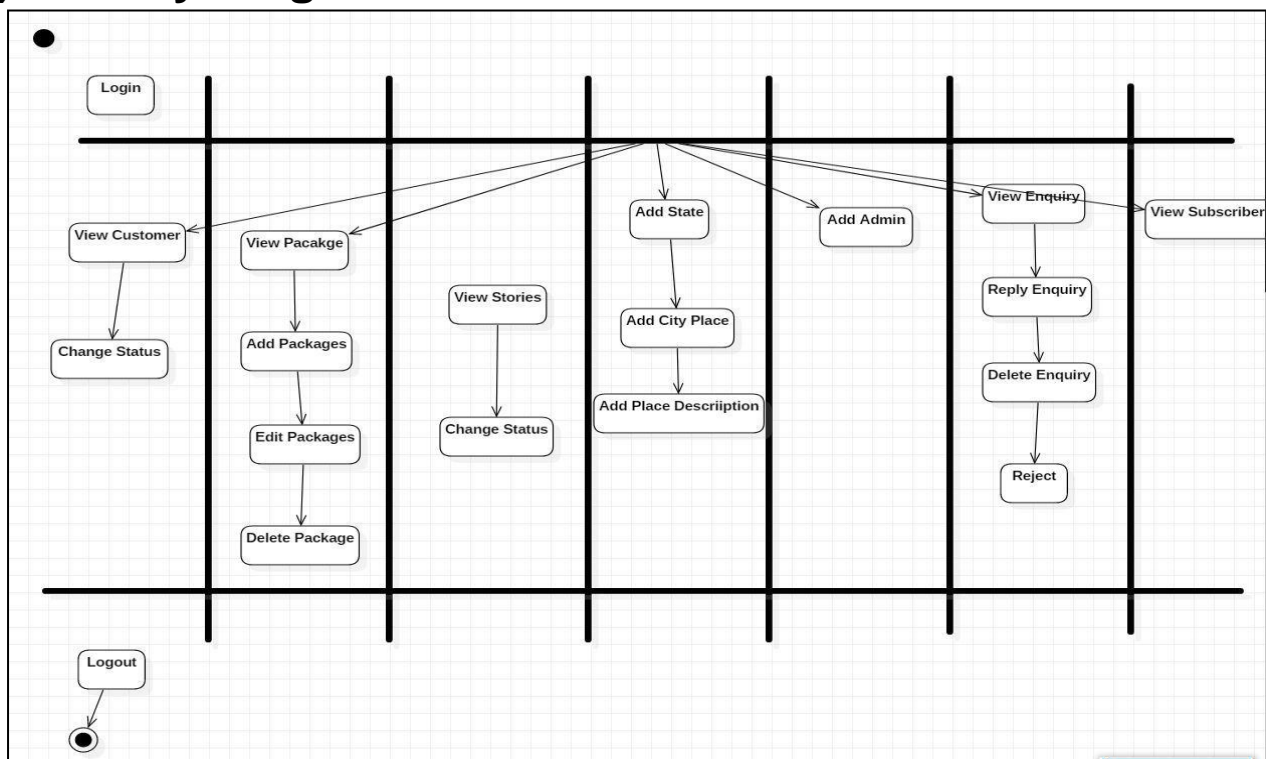 Login
View Customer
Change Status
View Pacakge
Add Packages
Edit Packages
Delete Package
View Stories
Change Status
Add State
Add City Place
Add Place Descriiption
Add Admin
View Enquiry
Reply Enquiry
Delete Enquiry
Reject
View Subscriber
Logout